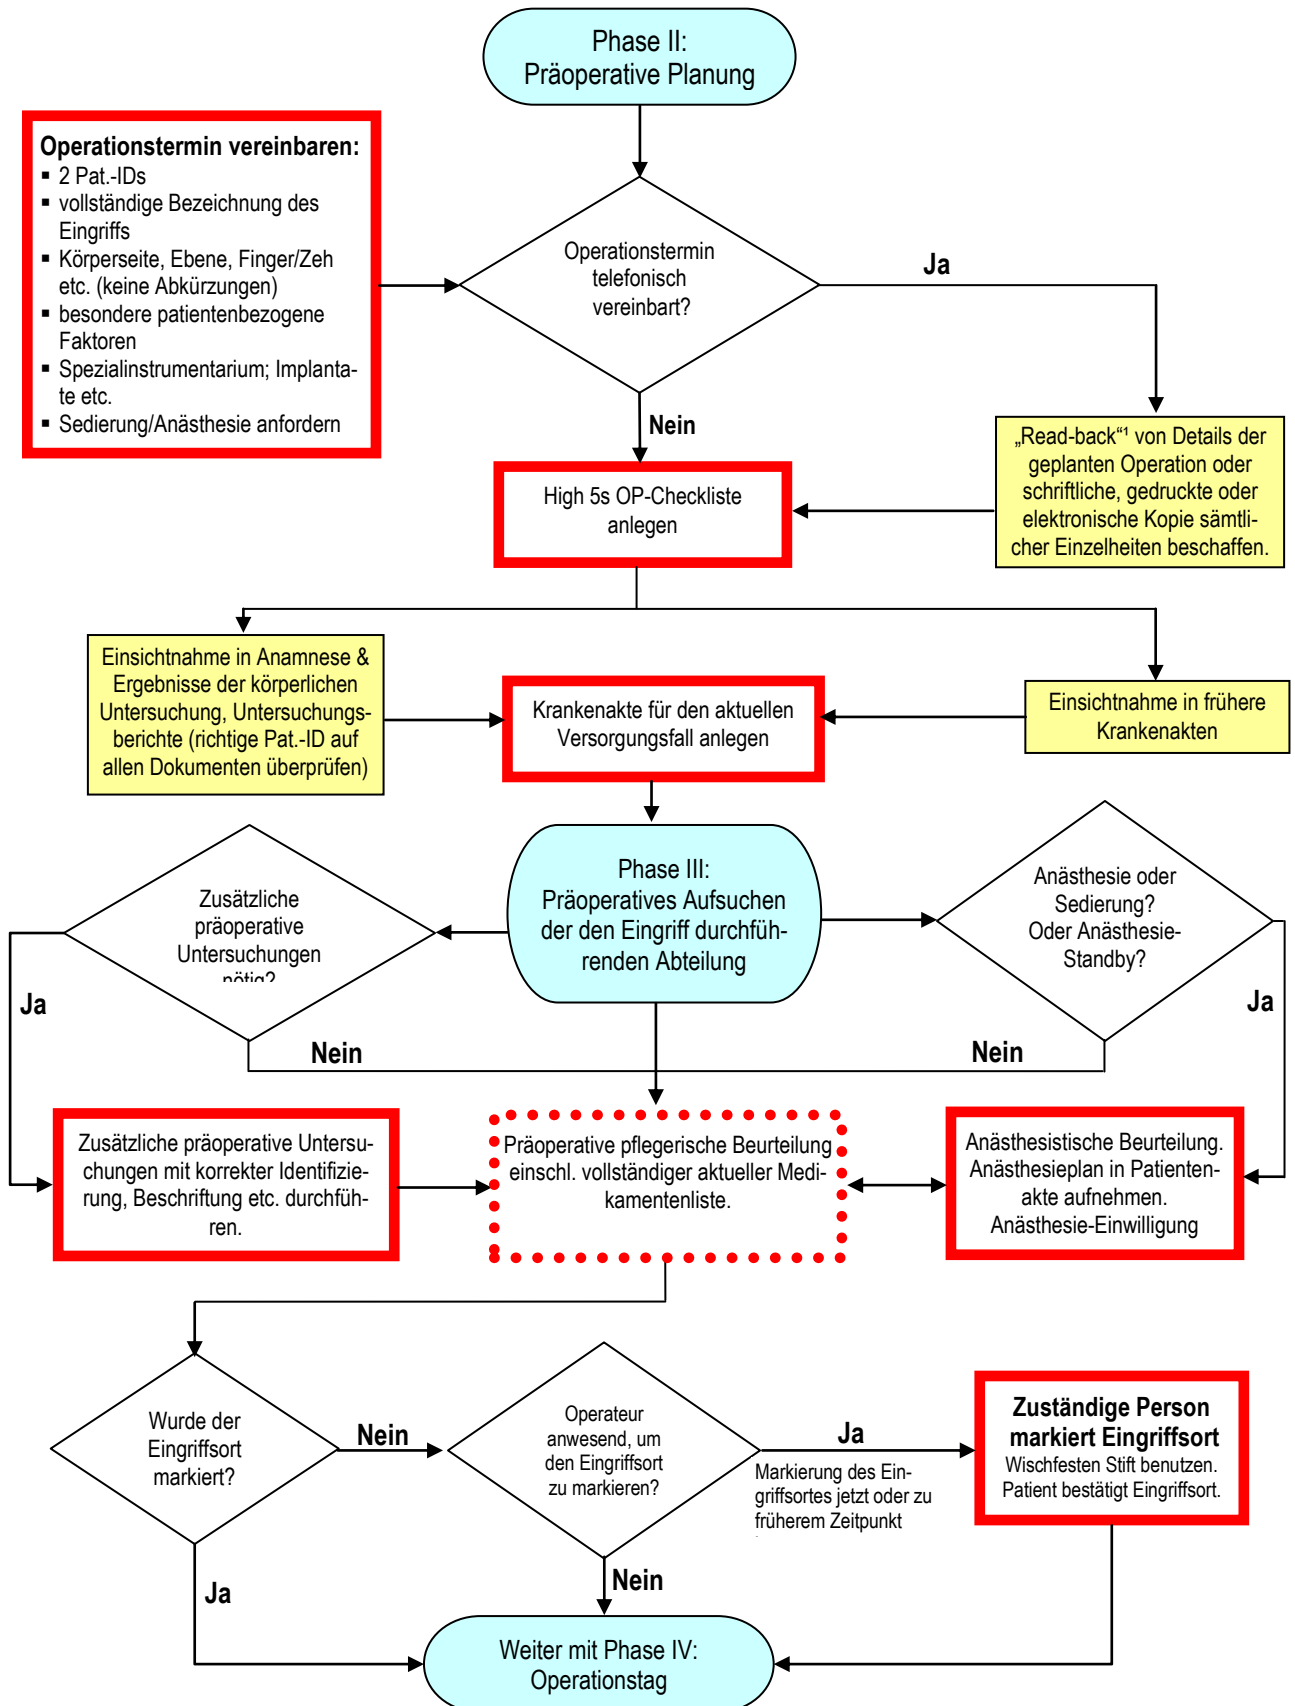 Phase II:
Präoperative Planung
Operationstermin vereinbaren:
▪ 2 Pat.-IDs
▪ vollständige Bezeichnung des
Eingriffs
▪ Körperseite, Ebene, Finger/Zeh
etc. (keine Abkürzungen)
▪ besondere patientenbezogene
Faktoren
▪ Spezialinstrumentarium; Implanta-
te etc.
▪ Sedierung/Anästhesie anfordern
Operationstermin
telefonisch
vereinbart?
Ja
Nein
„Read-back“¹ von Details der
geplanten Operation oder
schriftliche, gedruckte oder
elektronische Kopie sämtli-
cher Einzelheiten beschaffen.
High 5s OP-Checkliste
anlegen
Einsichtnahme in Anamnese &
Ergebnisse der körperlichen
Untersuchung, Untersuchungs-
berichte (richtige Pat.-ID auf
allen Dokumenten überprüfen)
Krankenakte für den aktuellen
Versorgungsfall anlegen
Einsichtnahme in frühere
Krankenakten
Zusätzliche
präoperative
Untersuchungen
nötig?
Phase III:
Präoperatives Aufsuchen
der den Eingriff durchfüh-
renden Abteilung
Anästhesie oder
Sedierung?
Oder Anästhesie-
Standby?
Ja
Ja
Nein
Nein
Zusätzliche präoperative Untersu-
chungen mit korrekter Identifizie-
rung, Beschriftung etc. durchfüh-
ren.
Präoperative pflegerische Beurteilung
einschl. vollständiger aktueller Medi-
kamentenliste.
Anästhesistische Beurteilung.
Anästhesieplan in Patienten-
akte aufnehmen.
Anästhesie-Einwilligung
Wurde der
Eingriffsort
markiert?
Nein
Operateur
anwesend, um
den Eingriffsort
zu markieren?
Ja
Markierung des Ein-
griffsortes jetzt oder zu
früherem Zeitpunkt
Zuständige Person
markiert Eingriffsort
Wischfesten Stift benutzen.
Patient bestätigt Eingriffsort.
Ja
Nein
Weiter mit Phase IV:
Operationstag